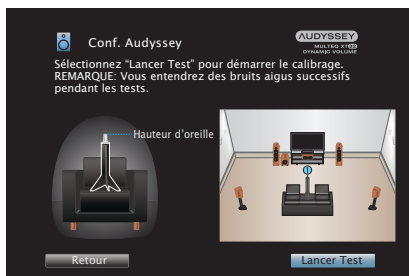 Conf. Audyssey
AUDYSSEY
MULTEQ XT32
DYNAMIC VOLUME
Sélectionnez “Lancer Test” pour démarrer le calibrage.
REMARQUE: Vous entendrez des bruits aigus successifs
pendant les tests.
Hauteur d’oreille
Retour
Lancer Test